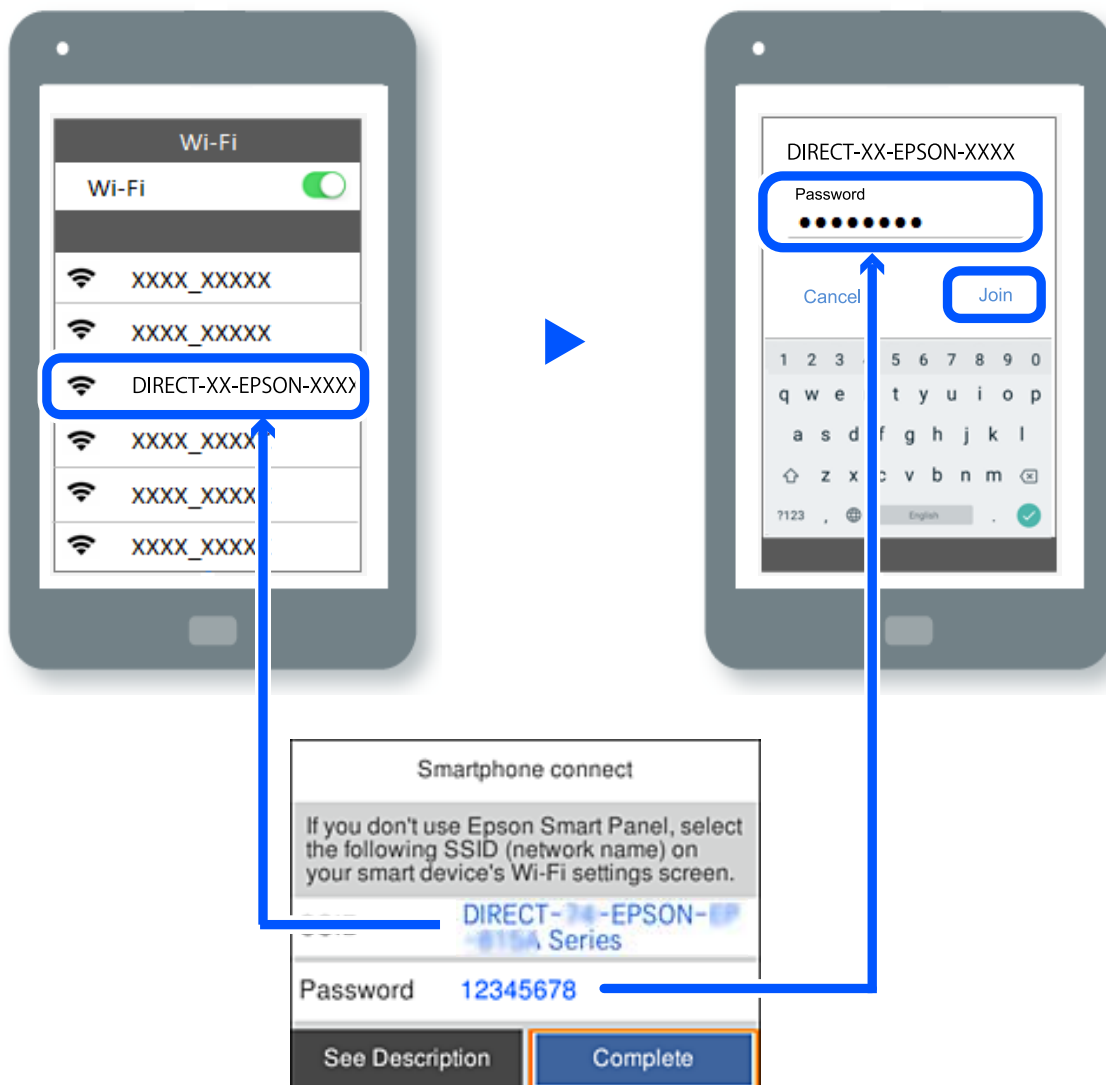 Wi-Fi
Wi-Fi
XXXX_XXXXX
XXXX_XXXXX
DIRECT-XX-EPSON-XXXX
XXXX_XXXX
XXXX_XXXX
XXXX_XXXX
DIRECT-XX-EPSON-XXXX
Password
••••••••
Cancel
Join
1 2 3 5 6 7 8 9 0
q w e t y u i o p
a s d f g h j k l
z x c v b n m
?123 , English .
Smartphone connect
If you don't use Epson Smart Panel, select
the following SSID (network name) on
your smart device's Wi-Fi settings screen.
DIRECT- -EPSON-
Series
Password 12345678
See Description
Complete